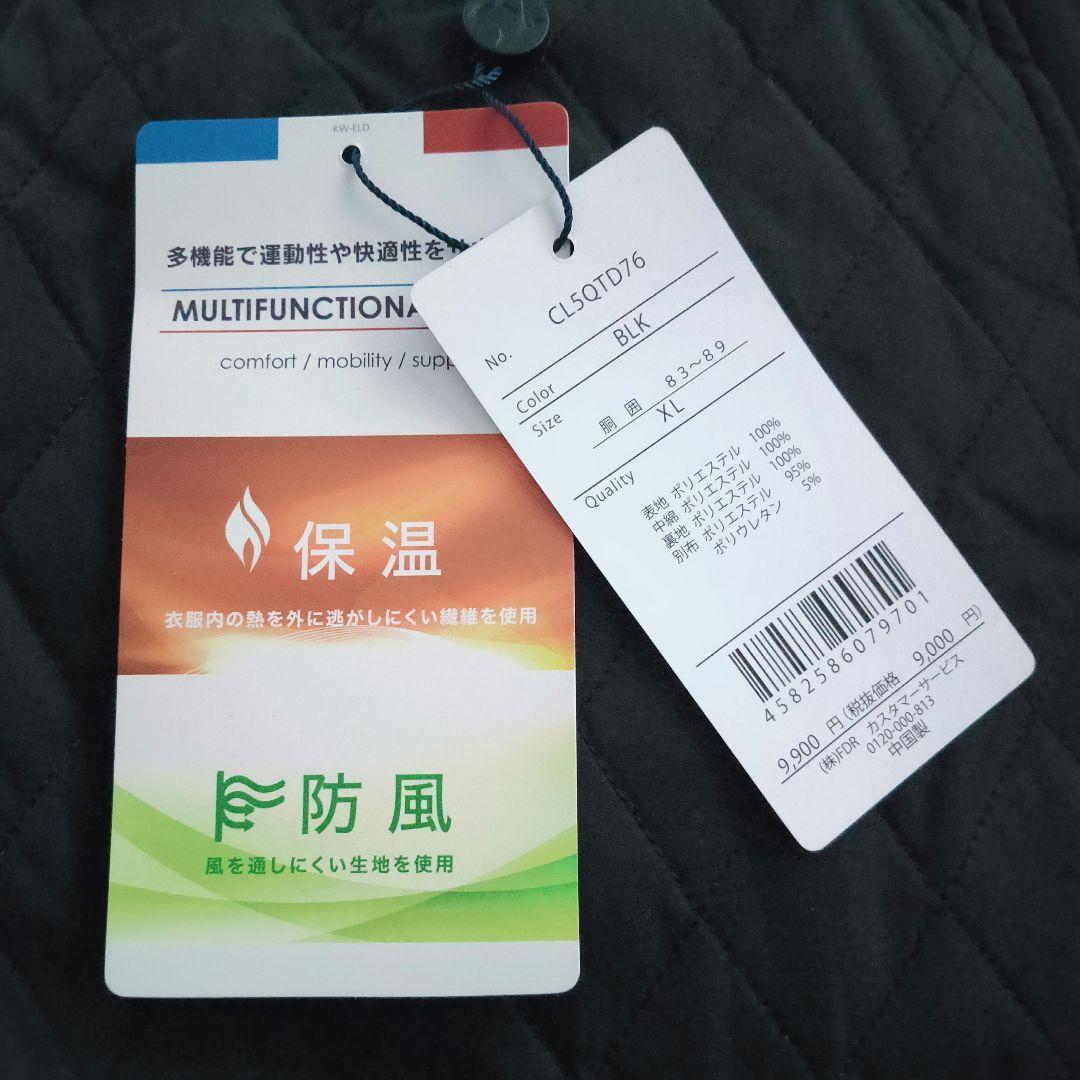 -KW-ELD
多機能で運動性や快適性を
MULTIFUNCTIONA
comfort / mobility / supp
保温
衣服内の熱を外に逃がしにくい繊維を使用
防風
風を通しにくい生地を使用
No. CL5QTD76
Color BLK
Size 胴囲 83～89
XL
Quality
表地 ポリエステル 100%
中綿 ポリエステル 100%
裏地 ポリエステル 100%
別布 ポリエステル 95%
ポリウレタン 5%
4582586079701
9,900 円 (税抜価格 9,000 円)
(株)FDR カスタマーサービス
0120-000-813
中国製